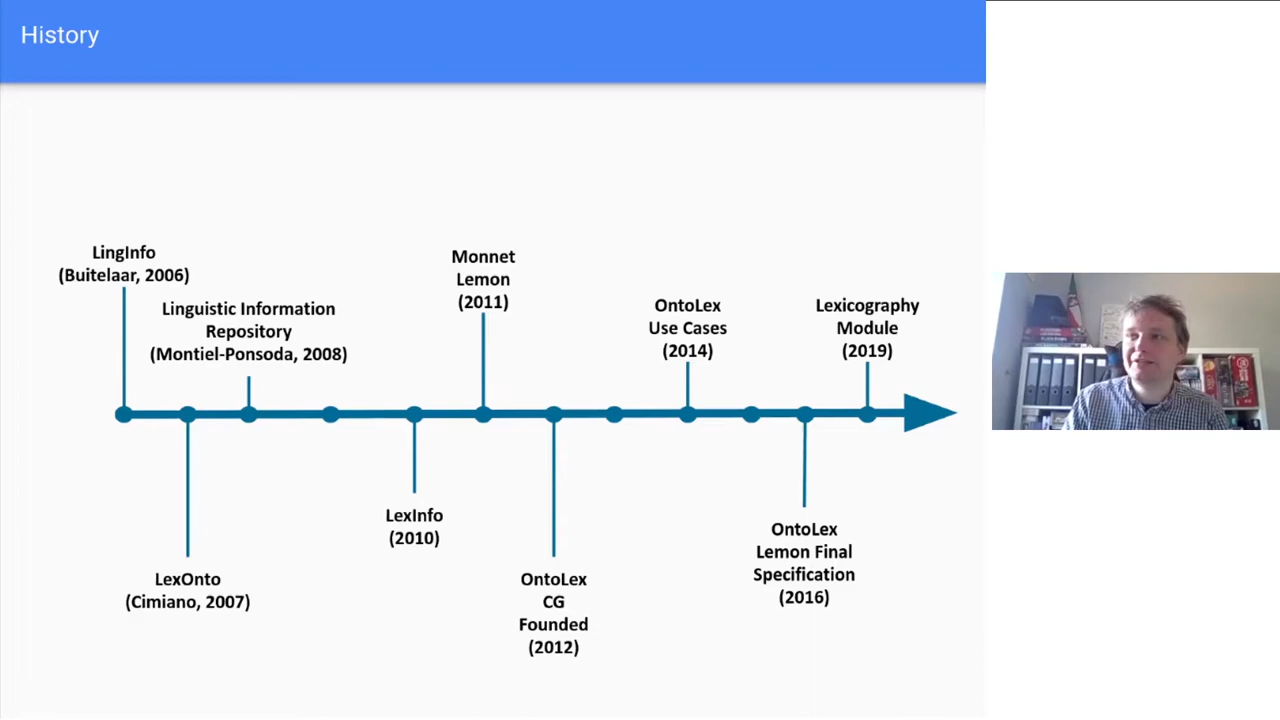 History
LingInfo
(Buitelaar, 2006)
Linguistic Information
Repository
(Montiel-Ponsoda, 2008)
Monnet
Lemon
(2011)
OntoLex
Use Cases
(2014)
Lexicography
Module
(2019)
LexOnto
(Cimiano, 2007)
LexInfo
(2010)
OntoLex
CG
Founded
(2012)
OntoLex
Lemon Final
Specification
(2016)